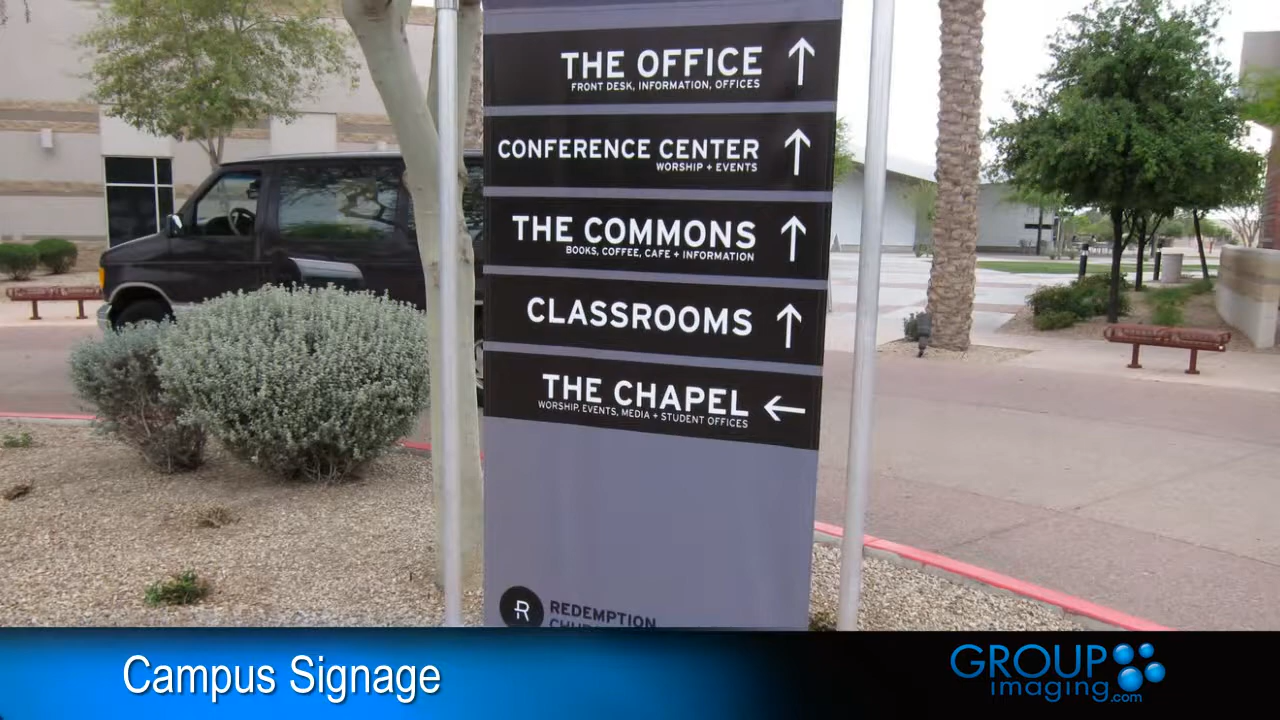 THE OFFICE
FRONT DESK, INFORMATION, OFFICES
CONFERENCE CENTER
WORSHIP + EVENTS
THE COMMONS
BOOKS, COFFEE, CAFE + INFORMATION
CLASSROOMS
THE CHAPEL
WORSHIP, EVENTS, MEDIA + STUDENT OFFICES
R REDEMPTION
Campus Signage
GROUP
imaging.com